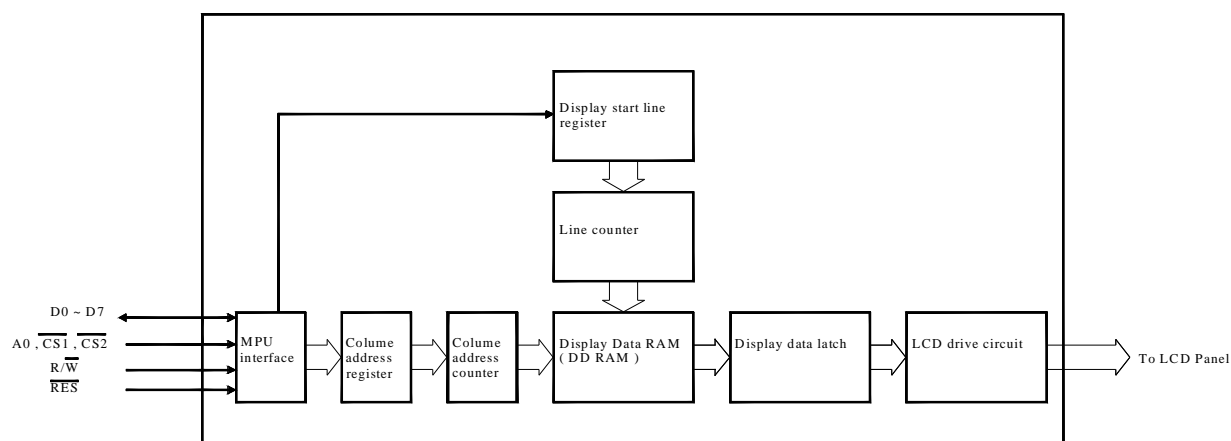 Display start line
register
Line counter
D0 ~ D7
A0 , CS1 , CS2
R/W
RES
MPU
interface
Colume
address
register
Colume
address
counter
Display Data RAM
( DD RAM )
Display data latch
LCD drive circuit
To LCD Panel